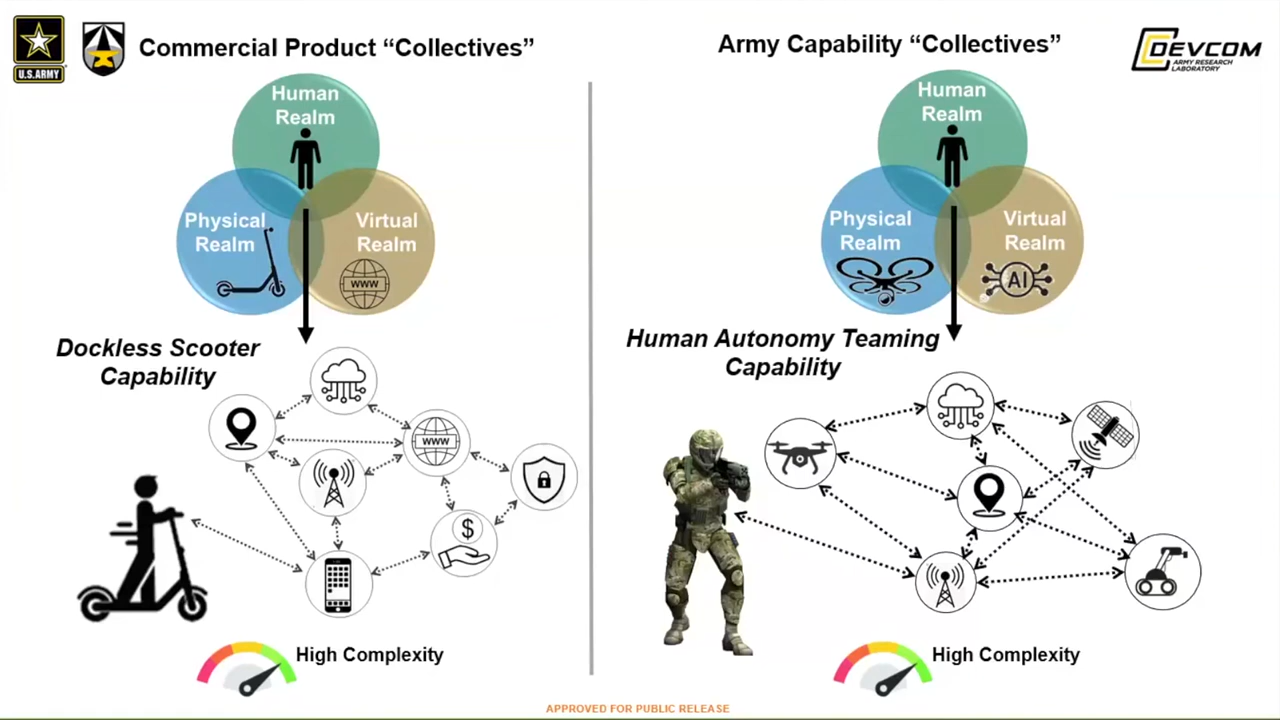 U.S.ARMY
Commercial Product “Collectives”
Human
Realm
Physical
Realm
Virtual
Realm
WWW
Dockless Scooter
Capability
WWW
$
High Complexity
Army Capability “Collectives”
DEVCOM
ARMY RESEARCH
LABORATORY
Human
Realm
Physical
Realm
Virtual
Realm
AI
Human Autonomy Teaming
Capability
High Complexity
APPROVED FOR PUBLIC RELEASE